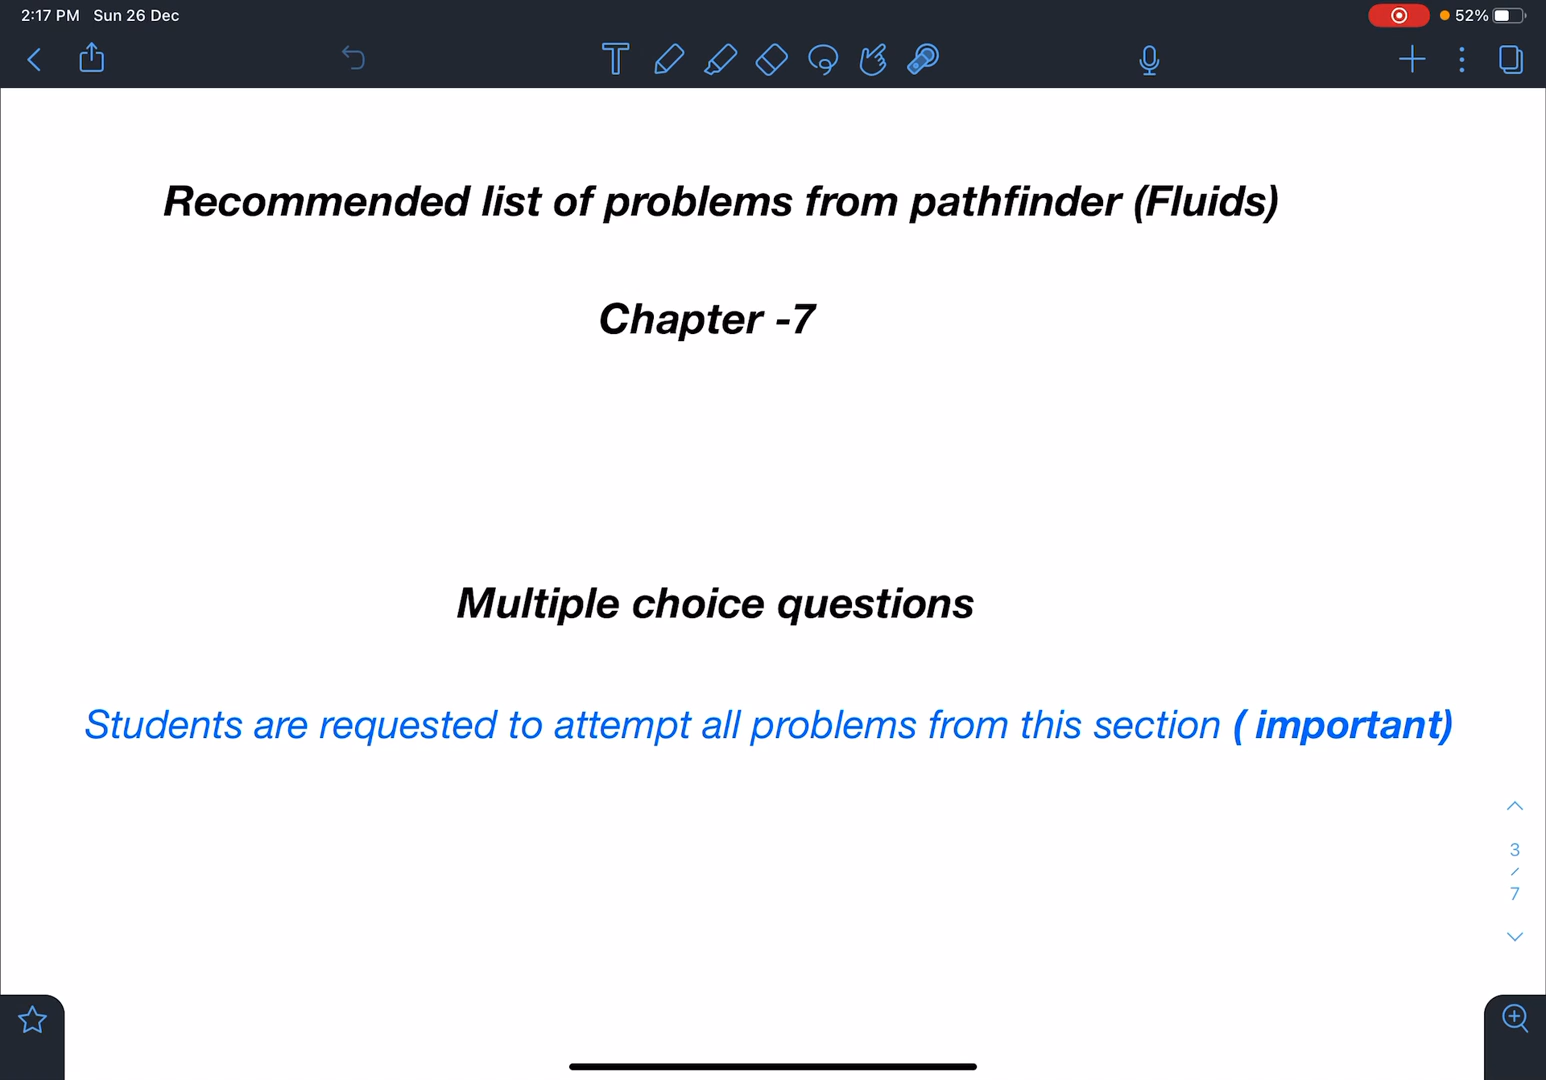 2:17 PM Sun 26 Dec
52%
Recommended list of problems from pathfinder (Fluids)
Chapter -7
Multiple choice questions
Students are requested to attempt all problems from this section ( important)
3
/
7